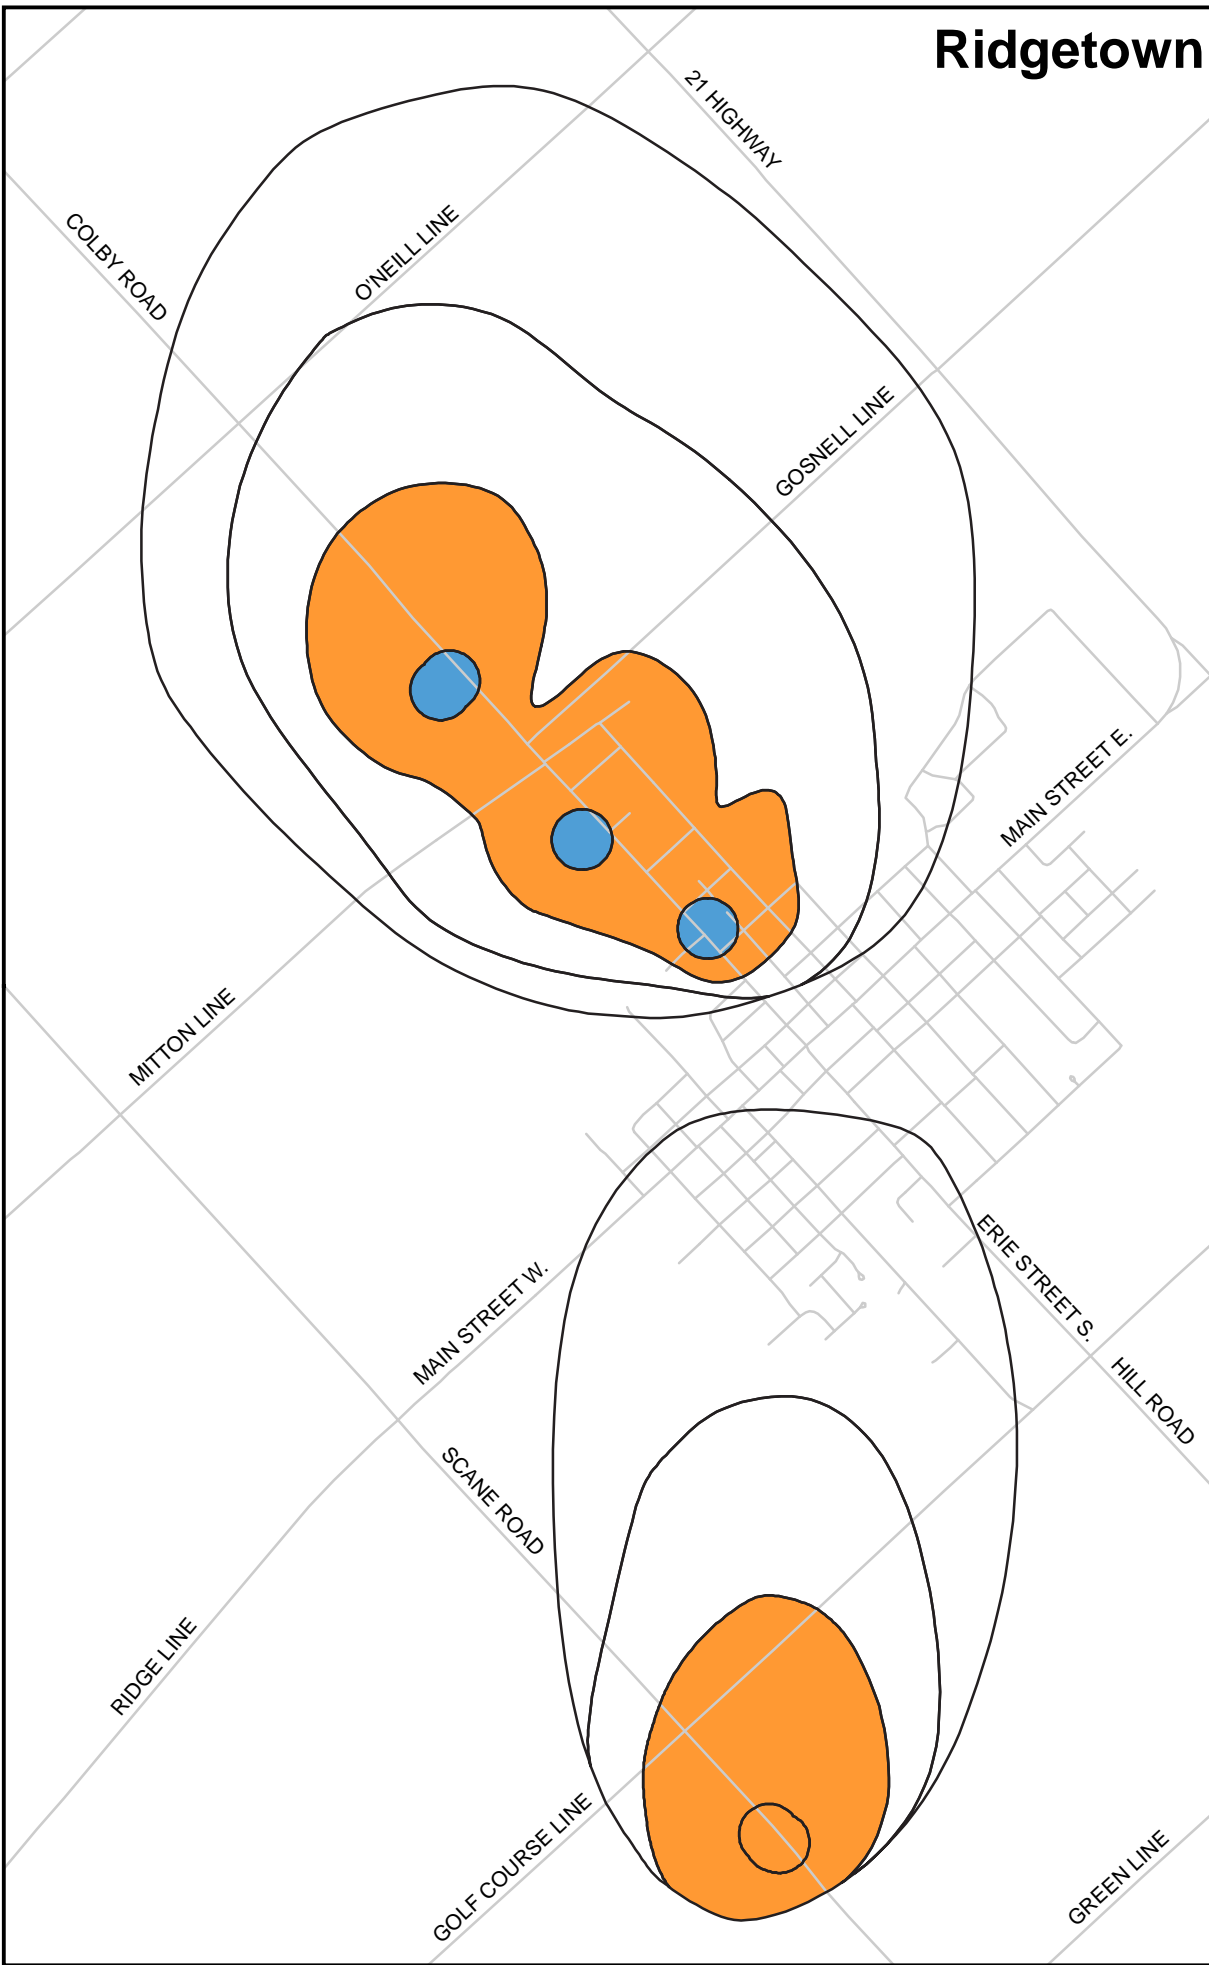 Ridgetown
21 HIGHWAY
COLBY ROAD
O'NEILL LINE
GOSNELL LINE
MAIN STREET E.
MITTON LINE
ERIE STREET S.
MAIN STREET W.
HILL ROAD
SCANE ROAD
RIDGE LINE
GOLF COURSE LINE
GREEN LINE